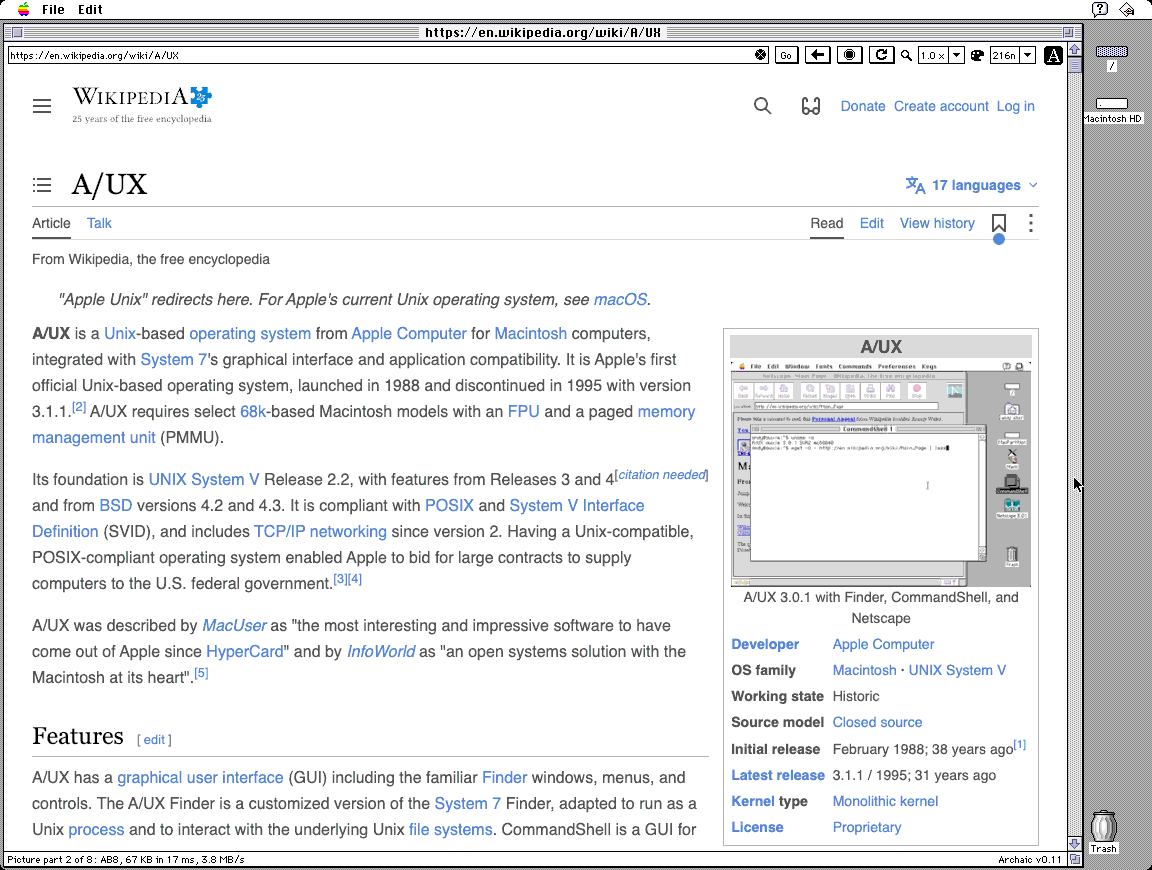 File Edit
https://en.wikipedia.org/wiki/A/UX
https://en.wikipedia.org/wiki/A/UX Go 1.0 x 216n A
/
Macintosh HD
WIKIPEDIA 25
25 years of the free encyclopedia
Donate Create account Log in
A/UX
17 languages
Article Talk
Read Edit View history
From Wikipedia, the free encyclopedia
"Apple Unix" redirects here. For Apple's current Unix operating system, see macOS.
A/UX is a Unix-based operating system from Apple Computer for Macintosh computers,
integrated with System 7's graphical interface and application compatibility. It is Apple's first
official Unix-based operating system, launched in 1988 and discontinued in 1995 with version
3.1.1.[2] A/UX requires select 68k-based Macintosh models with an FPU and a paged memory
management unit (PMMU).
Its foundation is UNIX System V Release 2.2, with features from Releases 3 and 4[citation needed]
and from BSD versions 4.2 and 4.3. It is compliant with POSIX and System V Interface
Definition (SVID), and includes TCP/IP networking since version 2. Having a Unix-compatible,
POSIX-compliant operating system enabled Apple to bid for large contracts to supply
computers to the U.S. federal government.[3][4]
A/UX was described by MacUser as "the most interesting and impressive software to have
come out of Apple since HyperCard" and by InfoWorld as "an open systems solution with the
Macintosh at its heart".[5]
Features [ edit ]
A/UX has a graphical user interface (GUI) including the familiar Finder windows, menus, and
controls. The A/UX Finder is a customized version of the System 7 Finder, adapted to run as a
Unix process and to interact with the underlying Unix file systems. CommandShell is a GUI for
A/UX
File Edit Window Fonts Commands Preferences Keys
CommandShell 1
A/UX 3.0.1 with Finder, CommandShell, and
Netscape
Developer Apple Computer
OS family Macintosh · UNIX System V
Working state Historic
Source model Closed source
Initial release February 1988; 38 years ago[1]
Latest release 3.1.1 / 1995; 31 years ago
Kernel type Monolithic kernel
License Proprietary
Trash
Picture part 2 of 8: AB8, 67 KB in 17 ms, 3.8 MB/s
Archaic v0.11